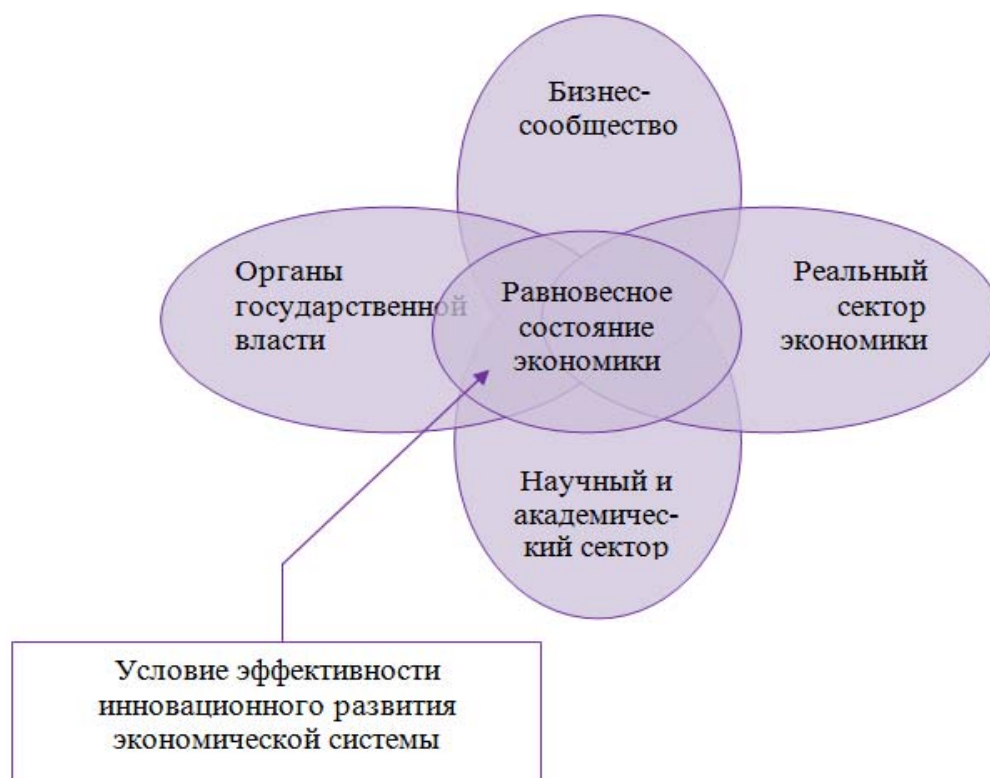 Бизнес-
сообщество
Органы
государственной
власти
Равновесное
состояние
экономики
Реальный
сектор
экономики
Научный и
академичес-
кий сектор
Условие эффективности
инновационного развития
экономической системы